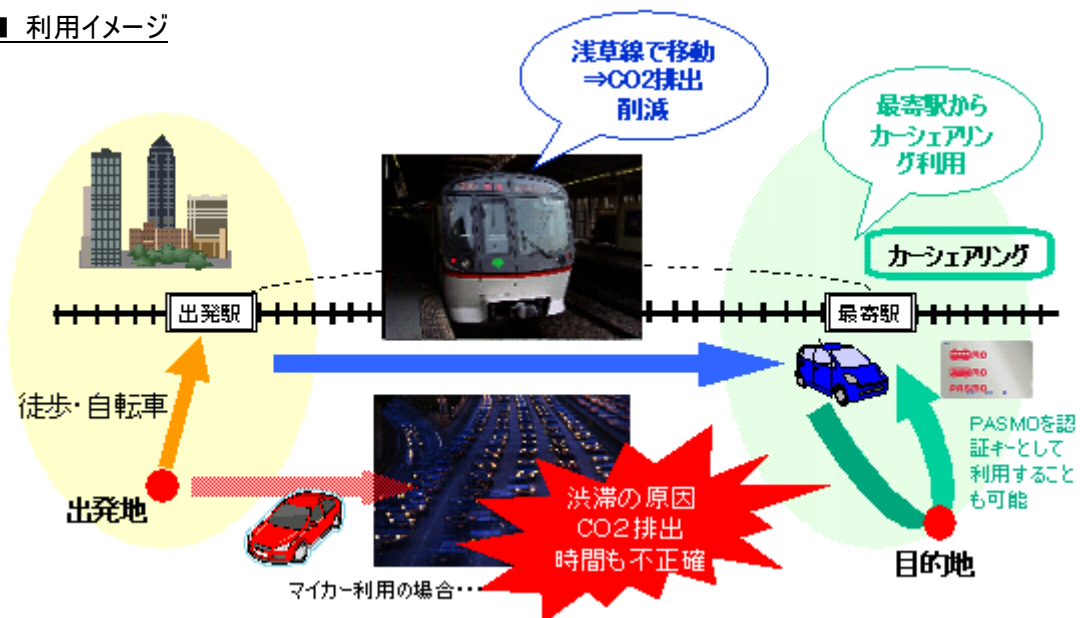 ■ 利用イメージ
浅草線で移動
⇒CO2排出
削減
最寄駅から
カーシェアリン
グ利用
カーシェアリング
出発駅
最寄駅
徒歩・自転車
出発地
PASMO
PASMOを認
証キーとして
利用すること
も可能
渋滞の原因
CO2排出
時間も不正確
目的地
マイカー利用の場合・・・